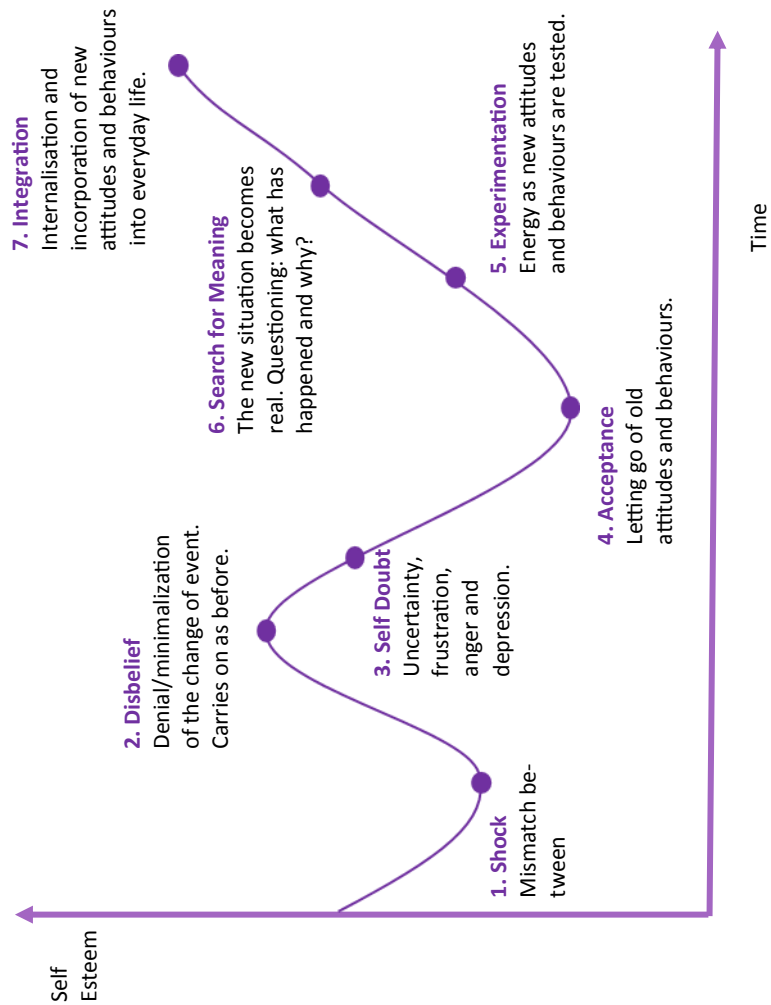 Self
Esteem
1. Shock
Mismatch be-
tween
2. Disbelief
Denial/minimalization
of the change of event.
Carries on as before.
3. Self Doubt
Uncertainty,
frustration,
anger and
depression.
4. Acceptance
Letting go of old
attitudes and behaviours.
5. Experimentation
Energy as new attitudes
and behaviours are tested.
6. Search for Meaning
The new situation becomes
real. Questioning: what has
happened and why?
7. Integration
Internalisation and
incorporation of new
attitudes and behaviours
into everyday life.
Time